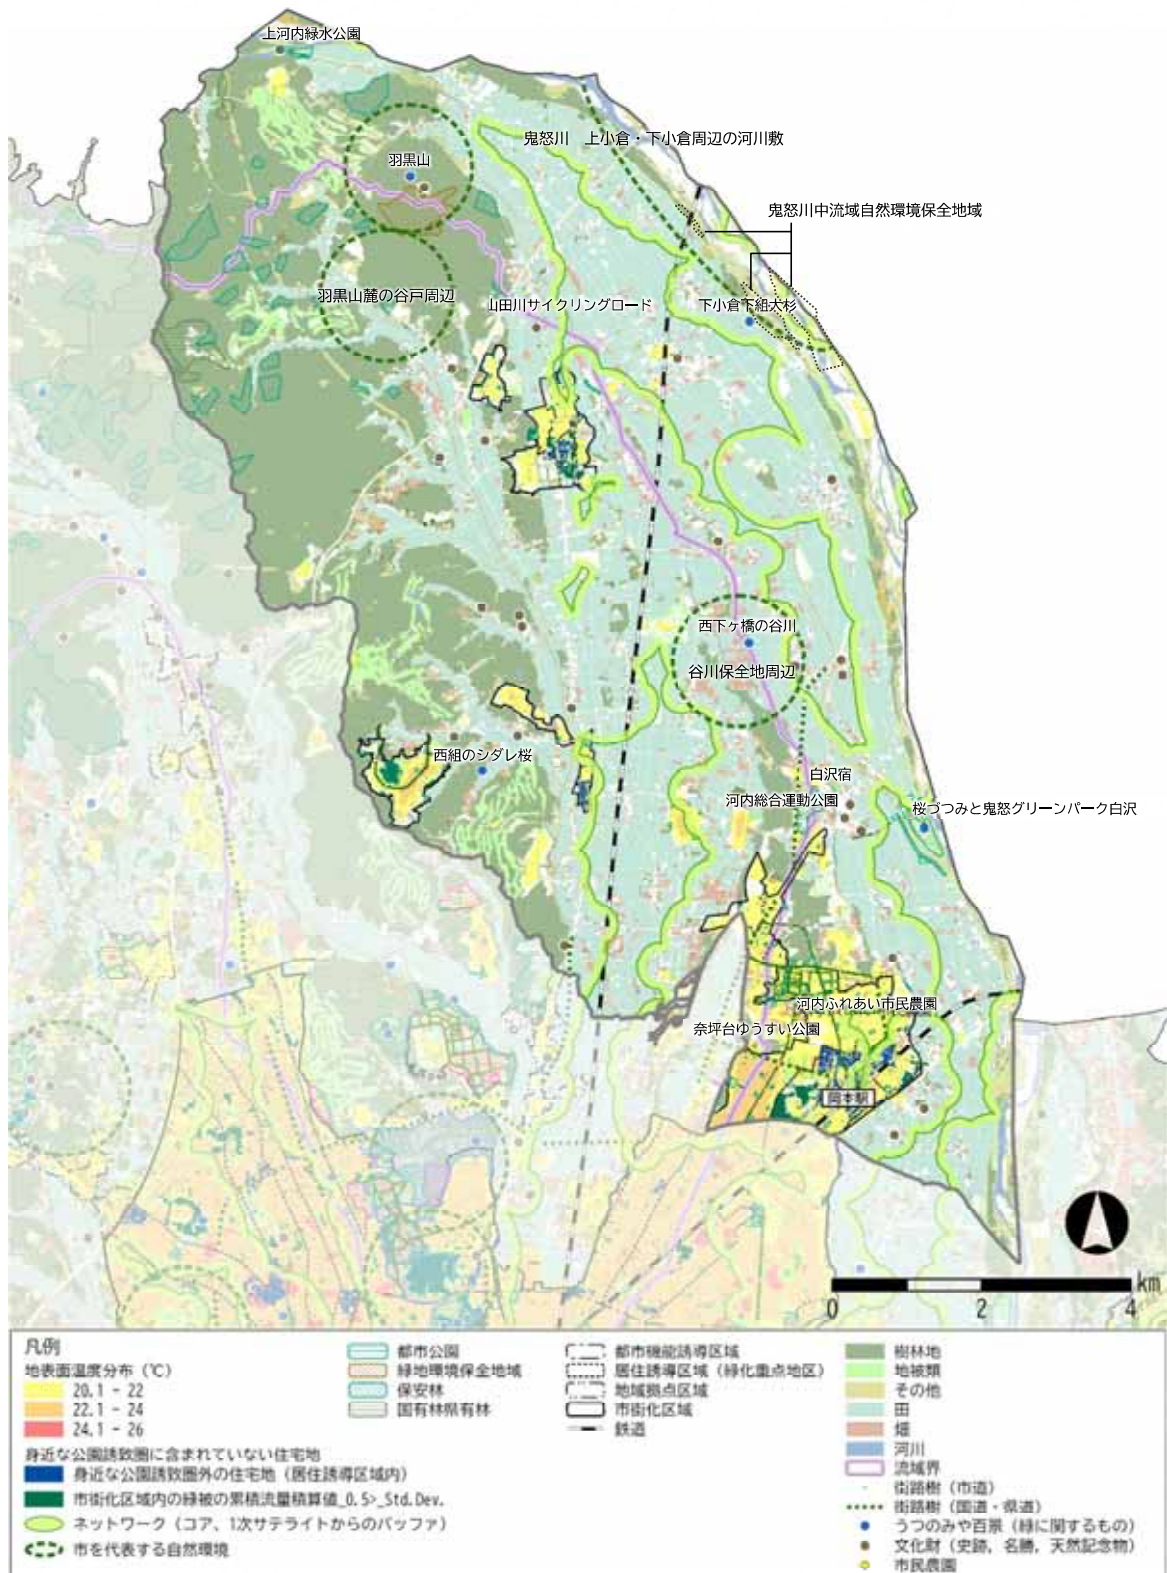 上河内緑水公園
鬼怒川　上小倉・下小倉周辺の河川敷
羽黒山
鬼怒川中流域自然環境保全地域
羽黒山麓の谷戸周辺
山田川サイクリングロード
下小倉下組大杉
西下ヶ橋の谷川
谷川保全地周辺
西組のシダレ桜
白沢宿
河内総合運動公園
桜づつみと鬼怒グリーンパーク白沢
河内ふれあい市民農園
奈坪台ゆうすい公園
岡本駅
km
0 2 4
凡例
地表面温度分布（℃）
20.1 - 22
22.1 - 24
24.1 - 26
身近な公園誘致圏に含まれていない住宅地
身近な公園誘致圏外の住宅地（居住誘導区域内）
市街化区域内の緑被の累積流量積算値_0.5>_Std.Dev.
ネットワーク（コア、1次サテライトからのバッファ）
市を代表する自然環境
都市公園
緑地環境保全地域
保安林
国有林県有林
都市機能誘導区域
居住誘導区域（緑化重点地区）
地域拠点区域
市街化区域
鉄道
樹林地
地被類
その他
田
畑
河川
流域界
街路樹（市道）
街路樹（国道・県道）
うつのみや百景（緑に関するもの）
文化財（史跡，名勝，天然記念物）
市民農園